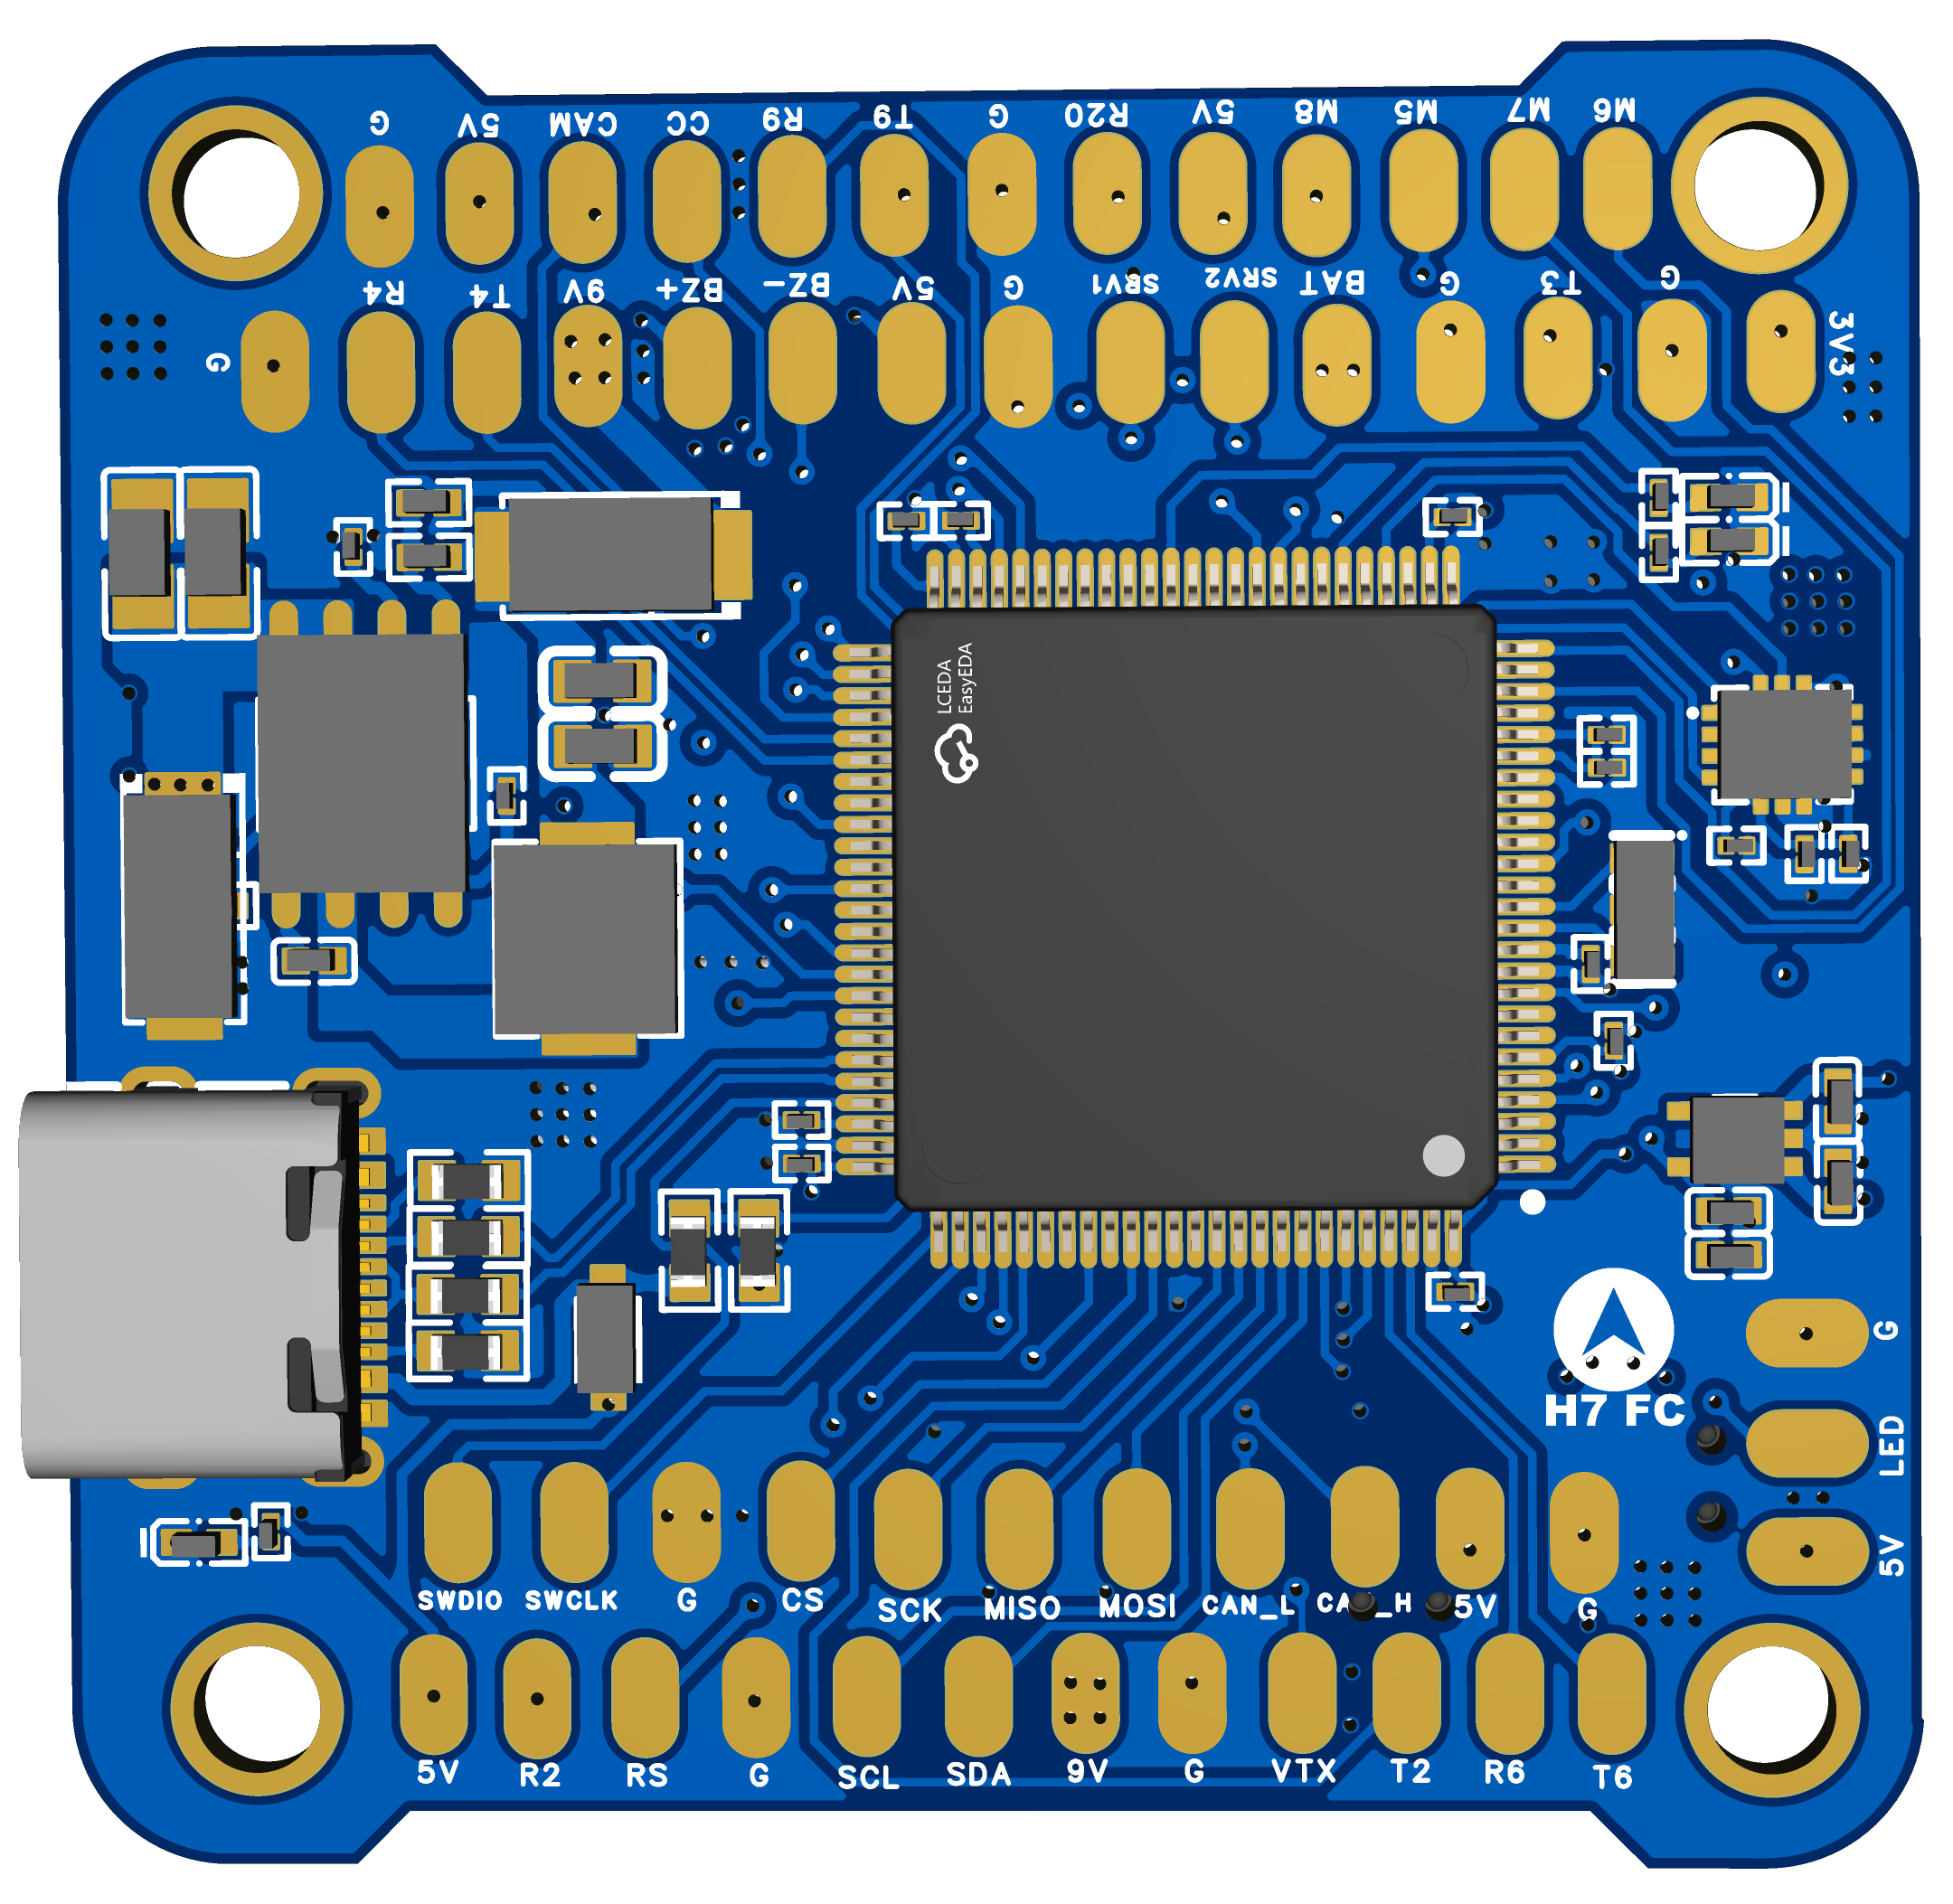 G 5V CAM CC R9 T9 G R20 5V M8 M5 M7 M6
G R4 T4 9V BZ+ BZ- 5V G SRV1 SRV2 BAT G T3 G 3V3
LCEDA
EasyEDA
H7 FC
G
LED
5V
SWDIO SWCLK G CS SCK MISO MOSI CAN_L CAN_H 5V G
5V R2 RS G SCL SDA 9V G VTX T2 R6 T6